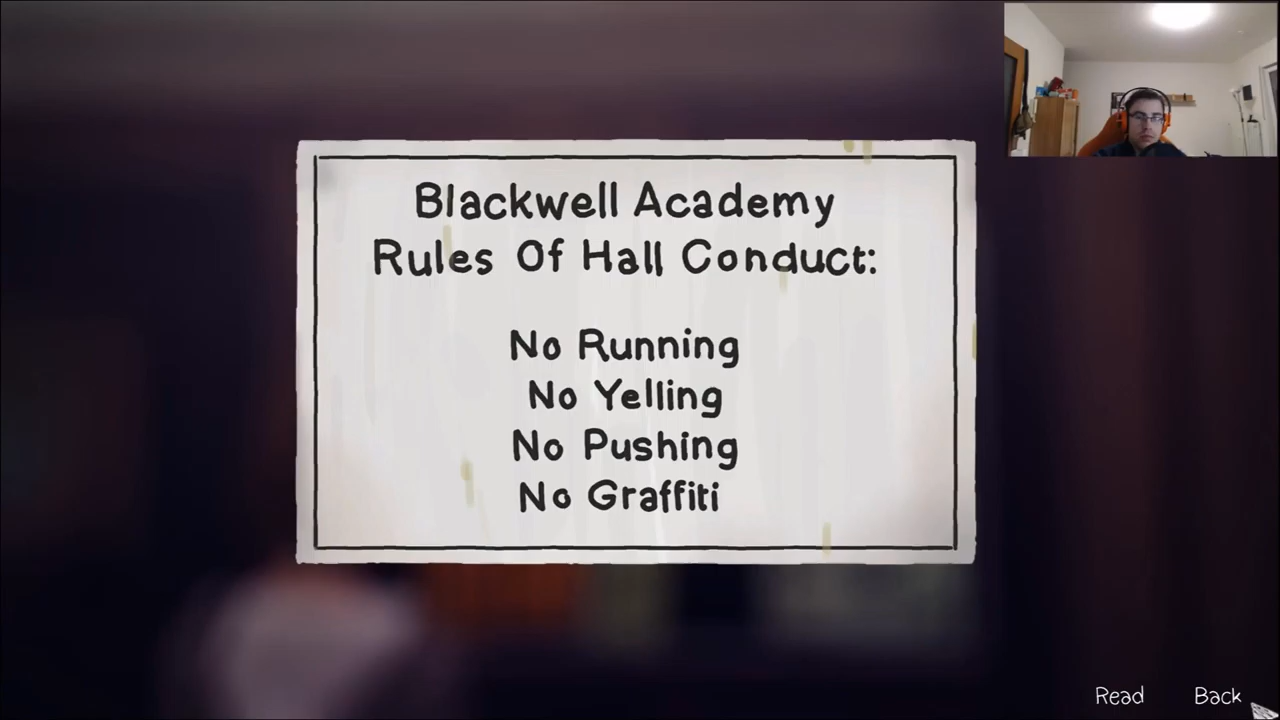 Blackwell Academy
Rules Of Hall Conduct:
No Running
No Yelling
No Pushing
No Graffiti
Read
Back